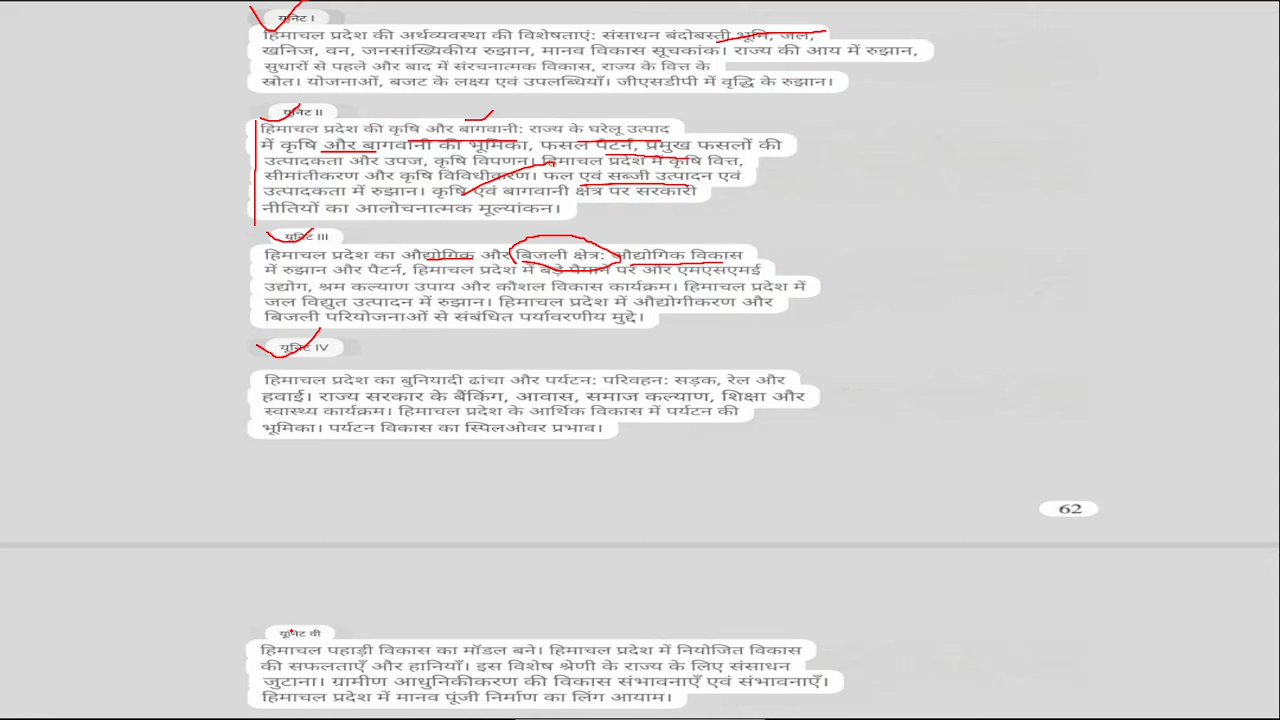 यूनिट I
हिमाचल प्रदेश की अर्थव्यवस्था की विशेषताएं: संसाधन बंदोबस्ती भूमि, जल,
खनिज, वन, जनसांख्यिकीय रुझान, मानव विकास सूचकांक। राज्य की आय में रुझान,
सुधारों से पहले और बाद में संरचनात्मक विकास, राज्य के वित्त के
स्रोत। योजनाओं, बजट के लक्ष्य एवं उपलब्धियाँ। जीएसडीपी में वृद्धि के रुझान।
यूनिट II
हिमाचल प्रदेश की कृषि और बागवानी: राज्य के घरेलू उत्पाद
में कृषि और बागवानी की भूमिका, फसल पैटर्न, प्रमुख फसलों की
उत्पादकता और उपज, कृषि विपणन। हिमाचल प्रदेश में कृषि वित्त,
सीमांतीकरण और कृषि विविधीकरण। फल एवं सब्जी उत्पादन एवं
उत्पादकता में रुझान। कृषि एवं बागवानी क्षेत्र पर सरकारी
नीतियों का आलोचनात्मक मूल्यांकन।
यूनिट III
हिमाचल प्रदेश का औद्योगिक और बिजली क्षेत्र: औद्योगिक विकास
में रुझान और पैटर्न, हिमाचल प्रदेश में बड़े पैमाने पर और एमएसएमई
उद्योग, श्रम कल्याण उपाय और कौशल विकास कार्यक्रम। हिमाचल प्रदेश में
जल विद्युत उत्पादन में रुझान। हिमाचल प्रदेश में औद्योगीकरण और
बिजली परियोजनाओं से संबंधित पर्यावरणीय मुद्दे।
यूनिट IV
हिमाचल प्रदेश का बुनियादी ढांचा और पर्यटन: परिवहन: सड़क, रेल और
हवाई। राज्य सरकार के बैंकिंग, आवास, समाज कल्याण, शिक्षा और
स्वास्थ्य कार्यक्रम। हिमाचल प्रदेश के आर्थिक विकास में पर्यटन की
भूमिका। पर्यटन विकास का स्पिलओवर प्रभाव।
62
यूनिट वी
हिमाचल पहाड़ी विकास का मॉडल बने। हिमाचल प्रदेश में नियोजित विकास
की सफलताएँ और हानियाँ। इस विशेष श्रेणी के राज्य के लिए संसाधन
जुटाना। ग्रामीण आधुनिकीकरण की विकास संभावनाएँ एवं संभावनाएँ।
हिमाचल प्रदेश में मानव पूंजी निर्माण का लिंग आयाम।